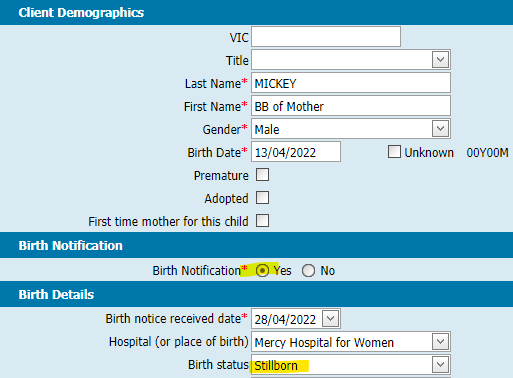 Client Demographics
VIC
Title
Last Name* MICKEY
First Name* BB of Mother
Gender* Male
Birth Date* 13/04/2022 Unknown 00Y00M
Premature
Adopted
First time mother for this child
Birth Notification
Birth Notification* Yes No
Birth Details
Birth notice received date* 28/04/2022
Hospital (or place of birth) Mercy Hospital for Women
Birth status Stillborn